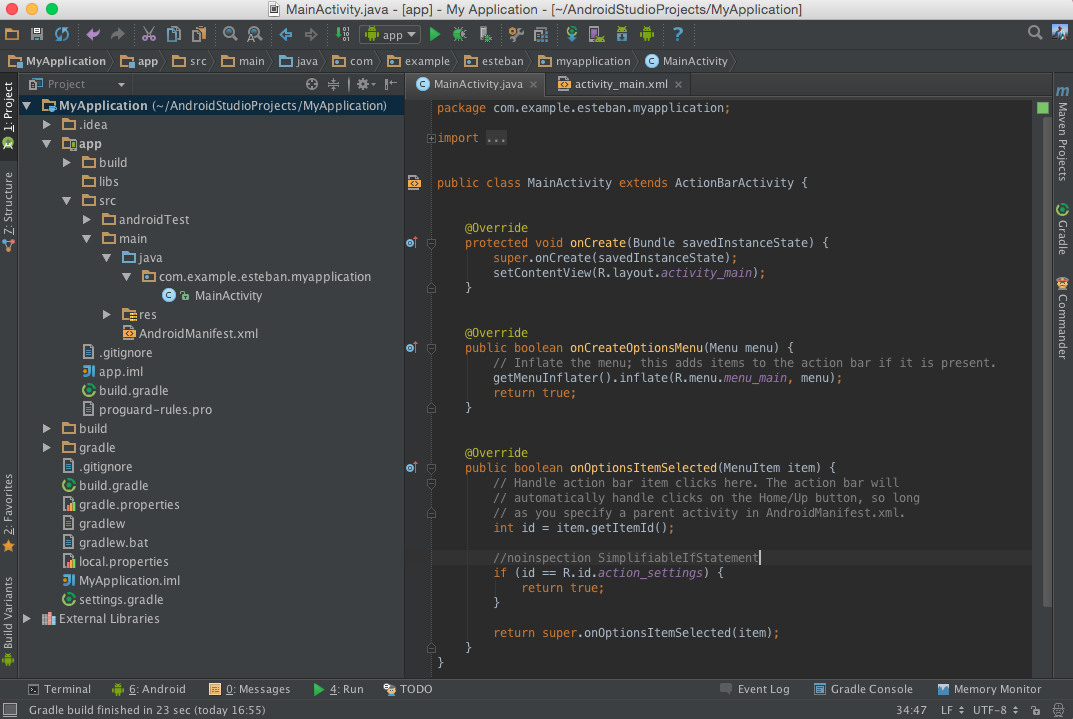 MainActivity.java - [app] - My Application - [~/AndroidStudioProjects/MyApplication]
app
MyApplication app src main java com example esteban myapplication MainActivity
1: Project
Z: Structure
2: Favorites
Build Variants
Project
MyApplication (~/AndroidStudioProjects/MyApplication)
.idea
app
build
libs
src
androidTest
main
java
com.example.esteban.myapplication
MainActivity
res
AndroidManifest.xml
.gitignore
app.iml
build.gradle
proguard-rules.pro
build
gradle
.gitignore
build.gradle
gradle.properties
gradlew
gradlew.bat
local.properties
MyApplication.iml
settings.gradle
External Libraries
MainActivity.java activity_main.xml
package com.example.esteban.myapplication;
import ...
public class MainActivity extends ActionBarActivity {
@Override
protected void onCreate(Bundle savedInstanceState) {
super.onCreate(savedInstanceState);
setContentView(R.layout.activity_main);
}
@Override
public boolean onCreateOptionsMenu(Menu menu) {
// Inflate the menu; this adds items to the action bar if it is present.
getMenuInflater().inflate(R.menu.menu_main, menu);
return true;
}
@Override
public boolean onOptionsItemSelected(MenuItem item) {
// Handle action bar item clicks here. The action bar will
// automatically handle clicks on the Home/Up button, so long
// as you specify a parent activity in AndroidManifest.xml.
int id = item.getItemId();
//noinspection SimplifiableIfStatement
if (id == R.id.action_settings) {
return true;
}
return super.onOptionsItemSelected(item);
}
}
Maven Projects
Gradle
Commander
Terminal 6: Android 0: Messages 4: Run TODO Event Log Gradle Console Memory Monitor
Gradle build finished in 23 sec (today 16:55) 34:47 LF UTF-8